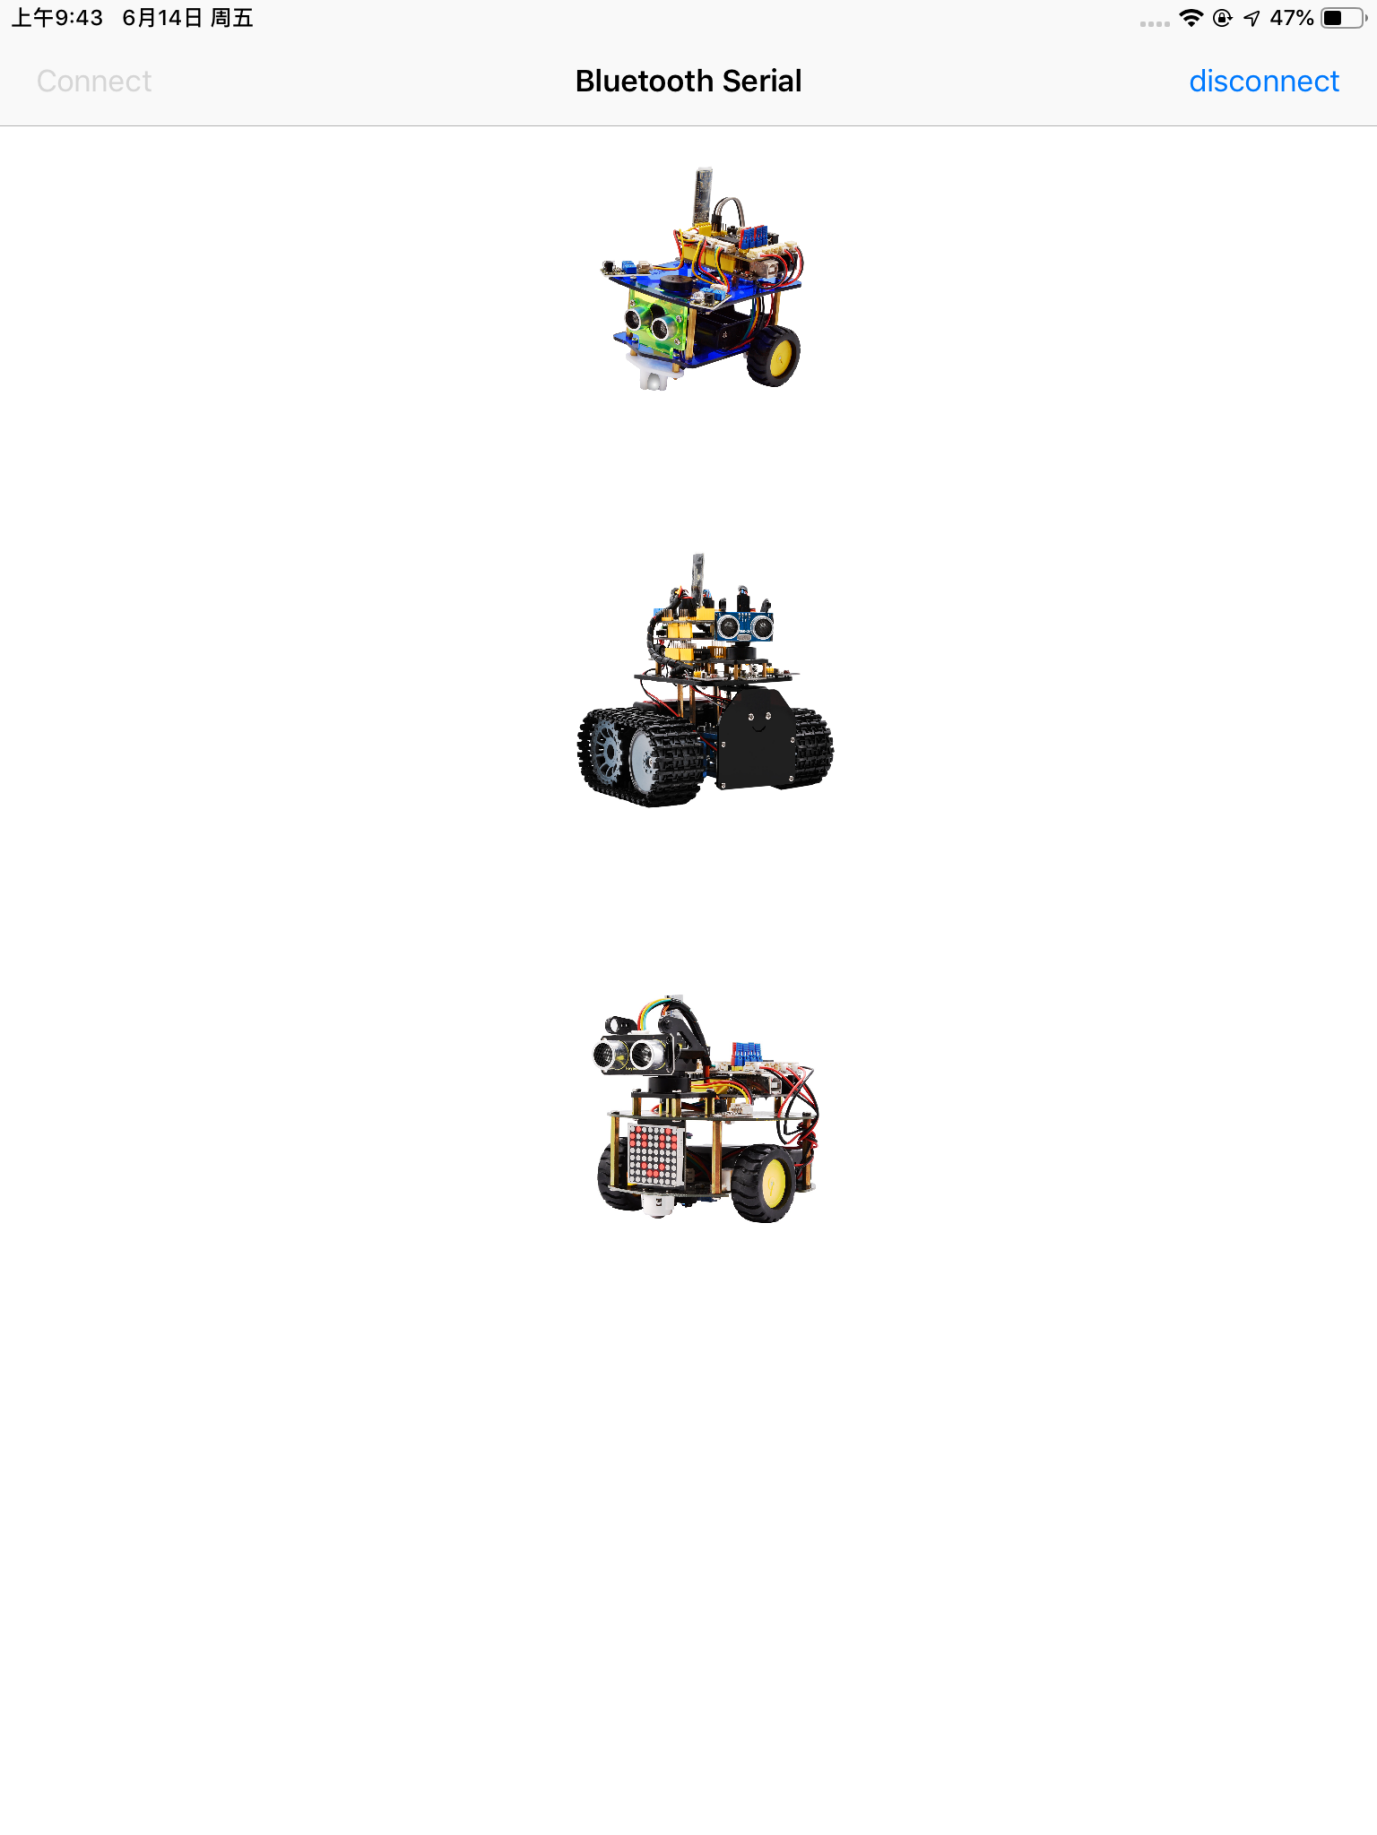 上午9:43 6月14日 周五 47%
Connect Bluetooth Serial disconnect